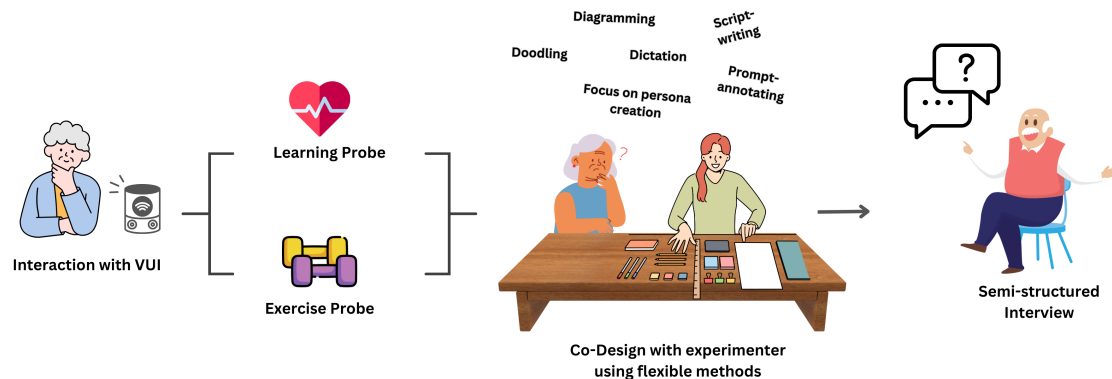 Interaction with VUI
Learning Probe
Exercise Probe
Diagramming
Script-
writing
Doodling
Dictation
Prompt-
annotating
Focus on persona
creation
?
Co-Design with experimenter
using flexible methods
?
Semi-structured
Interview